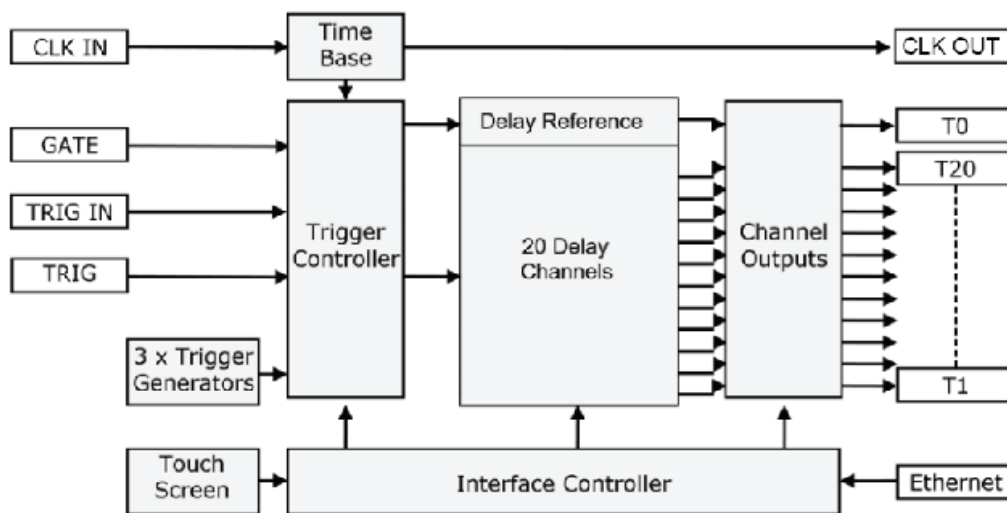 CLK IN
Time
Base
CLK OUT
GATE
TRIG IN
TRIG
3 x Trigger
Generators
Trigger
Controller
Delay Reference
20 Delay
Channels
Channel
Outputs
T0
T20
T1
Touch
Screen
Interface Controller
Ethernet